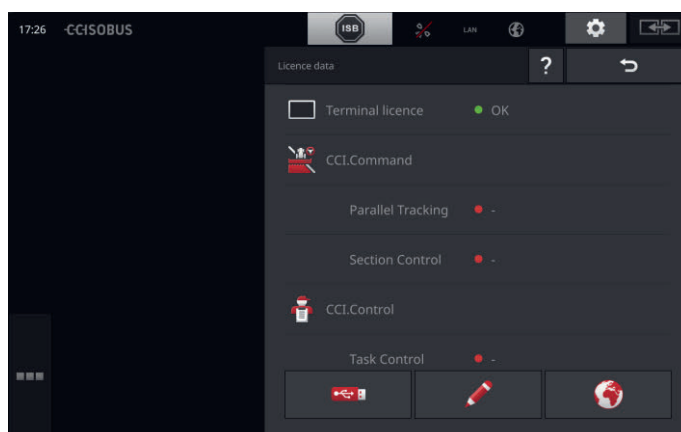 17:26 CCISOBUS ISB LAN
Licence data ?
Terminal licence OK
CCI.Command
Parallel Tracking -
Section Control -
CCI.Control
Task Control -